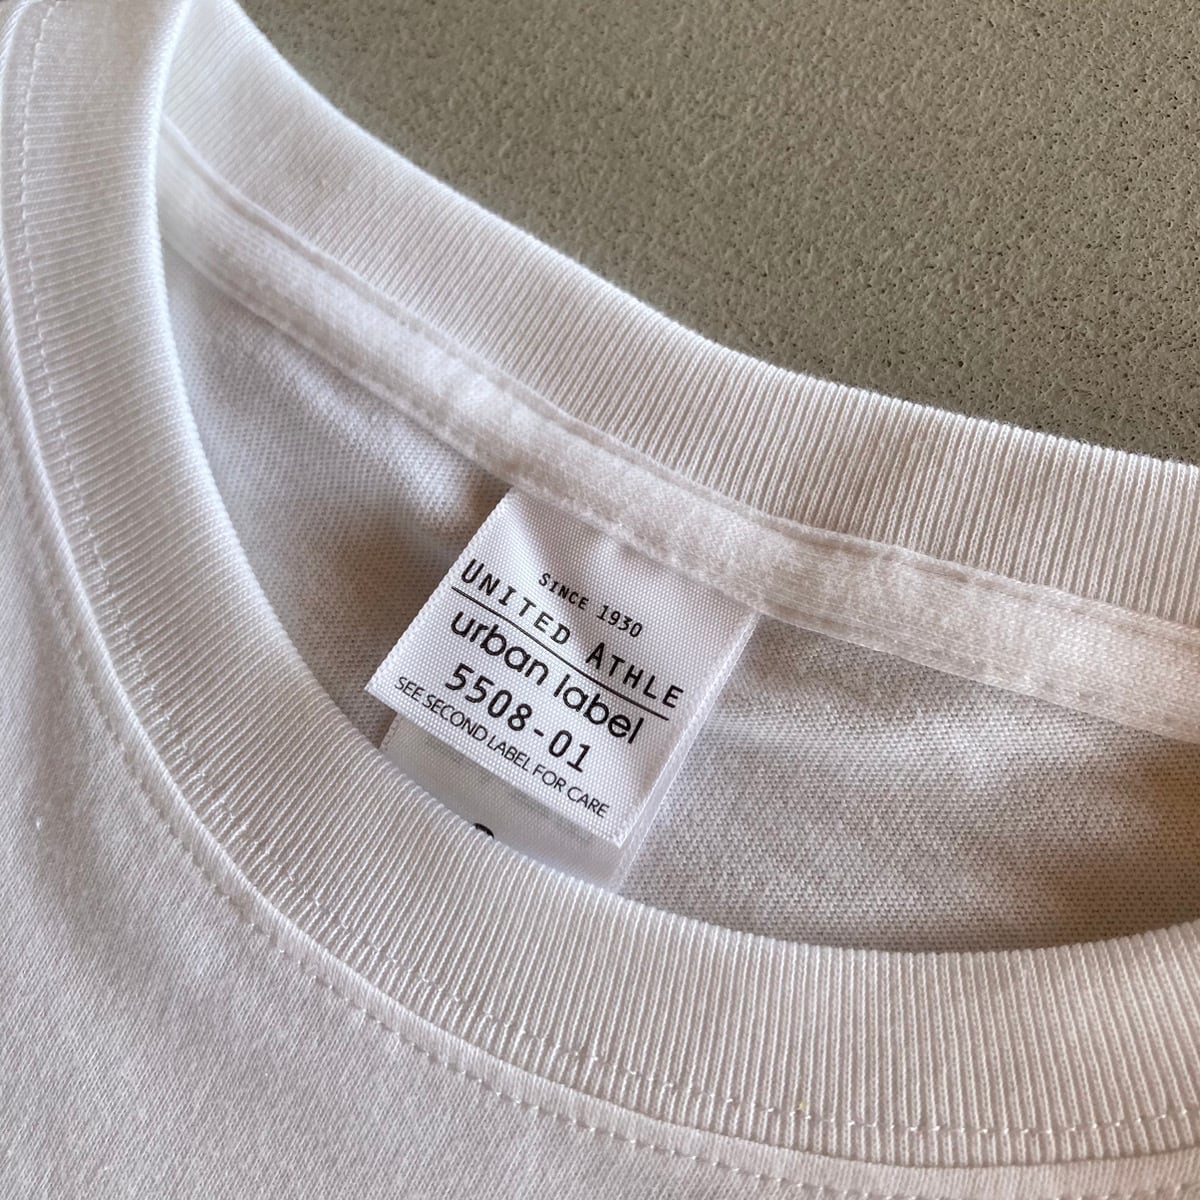 SINCE 1930
UNITED ATHLE
urban label
5508-01
SEE SECOND LABEL FOR CARE